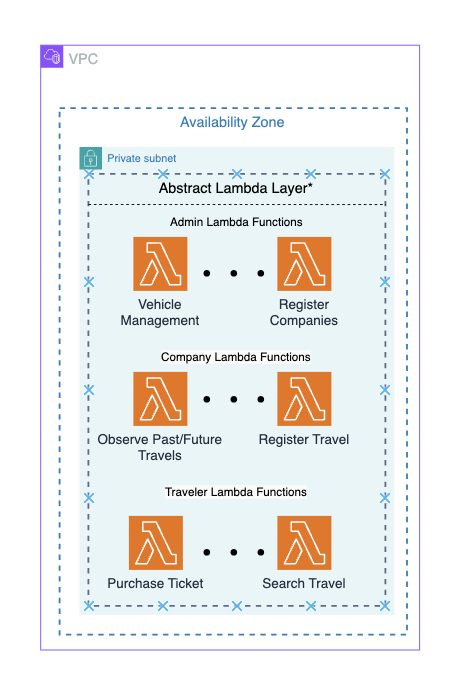 VPC
Availability Zone
Private subnet
Abstract Lambda Layer*
Admin Lambda Functions
Vehicle
Management
Register
Companies
Company Lambda Functions
Observe Past/Future
Travels
Register Travel
Traveler Lambda Functions
Purchase Ticket
Search Travel